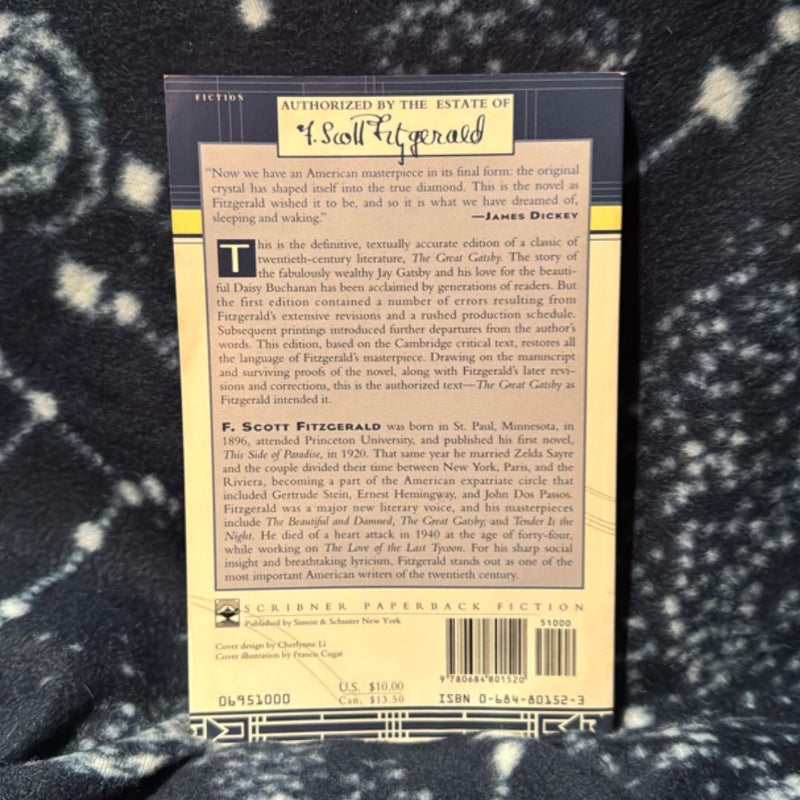 FICTION
AUTHORIZED BY THE ESTATE OF
F. Scott Fitzgerald
"Now we have an American masterpiece in its final form: the original
crystal has shaped itself into the true diamond. This is the novel as
Fitzgerald wished it to be, and so it is what we have dreamed of,
sleeping and waking."
—JAMES DICKEY
This is the definitive, textually accurate edition of a classic of
twentieth-century literature, The Great Gatsby. The story of
the fabulously wealthy Jay Gatsby and his love for the beauti-
ful Daisy Buchanan has been acclaimed by generations of readers. But
the first edition contained a number of errors resulting from
Fitzgerald's extensive revisions and a rushed production schedule.
Subsequent printings introduced further departures from the author's
words. This edition, based on the Cambridge critical text, restores all
the language of Fitzgerald's masterpiece. Drawing on the manuscript
and surviving proofs of the novel, along with Fitzgerald's later revi-
sions and corrections, this is the authorized text—The Great Gatsby as
Fitzgerald intended it.
F. SCOTT FITZGERALD was born in St. Paul, Minnesota, in
1896, attended Princeton University, and published his first novel,
This Side of Paradise, in 1920. That same year he married Zelda Sayre
and the couple divided their time between New York, Paris, and the
Riviera, becoming a part of the American expatriate circle that
included Gertrude Stein, Ernest Hemingway, and John Dos Passos.
Fitzgerald was a major new literary voice, and his masterpieces
include The Beautiful and Damned, The Great Gatsby, and Tender Is the
Night. He died of a heart attack in 1940 at the age of forty-four,
while working on The Love of the Last Tycoon. For his sharp social
insight and breathtaking lyricism, Fitzgerald stands out as one of the
most important American writers of the twentieth century.
SCRIBNER PAPERBACK FICTION
Published by Simon & Schuster New York
Cover design by Cherlynne Li
Cover illustration by Francis Cugat
51000
9 780684 801520
U.S. $10.00
Can. $13.50
06951000
ISBN 0-684-80152-3